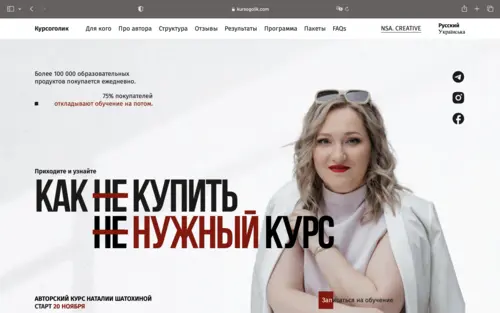 kursogolik.com
Курсоголик
Для кого
Про автора
Структура
Отзывы
Результаты
Программа
Пакеты
FAQs
NSA. CREATIVE
Русский
Українська
Более 100 000 образовательных
продуктов покупается ежедневно.
75% покупателей
откладывают обучение на потом.
Приходите и узнайте
КАК НЕ КУПИТЬ
НЕ НУЖНЫЙ КУРС
АВТОРСКИЙ КУРС НАТАЛИИ ШАТОХИНОЙ
СТАРТ 20 НОЯБРЯ
Записаться на обучение